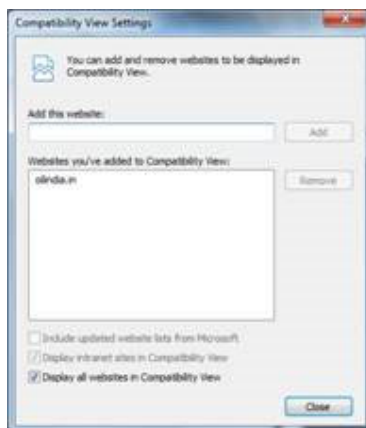 Compatibility View Settings
You can add and remove websites to be displayed in
Compatibility View.
Add this website:
Add
Websites you've added to Compatibility View:
olindia.in
Remove
Include updated website lists from Microsoft
Display intranet sites in Compatibility View
Display all websites in Compatibility View
Close